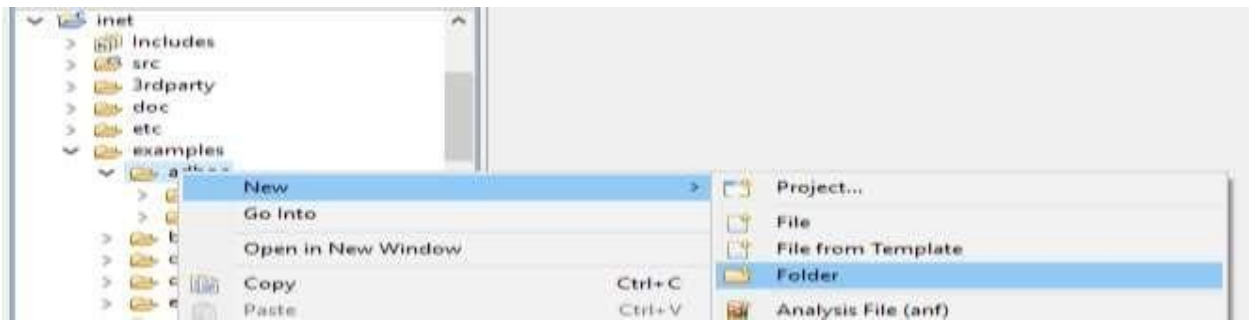 inet
Includes
src
3rdparty
doc
etc
examples
New
Project...
Go Into
File
Open in New Window
File from Template
Copy Ctrl+C
Folder
Paste Ctrl+V
Analysis File (anf)